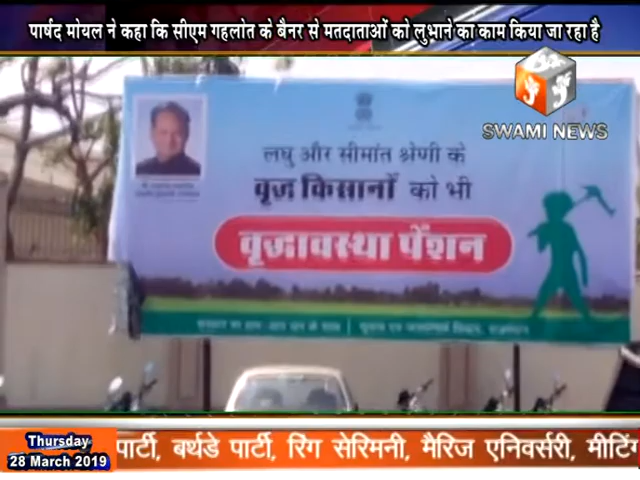 पार्षद मोयल ने कहा कि सीएम गहलोत के बैनर से मतदाताओं को लुभाने का काम किया जा रहा है
SWAMI NEWS
लघु और सीमांत श्रेणी के
वृद्ध किसानों को भी
वृद्धावस्था पेंशन
Thursday
28 March 2019
पार्टी, बर्थडे पार्टी, रिंग सेरिमनी, मैरिज एनिवर्सरी, मीटिंग